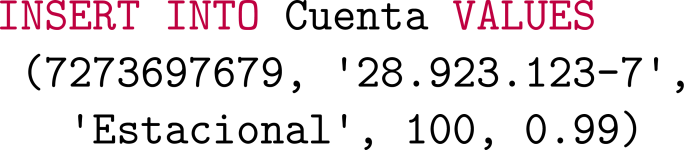 INSERT INTO Cuenta VALUES
(7273697679, '28.923.123-7',
'Estacional', 100, 0.99)